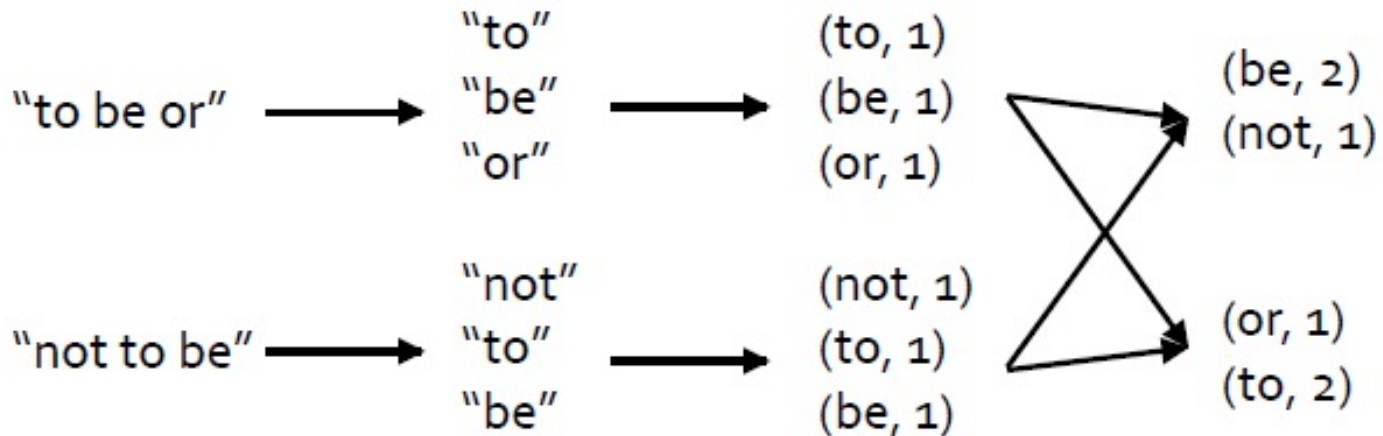 “to be or”
“to”
“be”
“or”
(to, 1)
(be, 1)
(or, 1)
(be, 2)
(not, 1)
“not to be”
“not”
“to”
“be”
(not, 1)
(to, 1)
(be, 1)
(or, 1)
(to, 2)